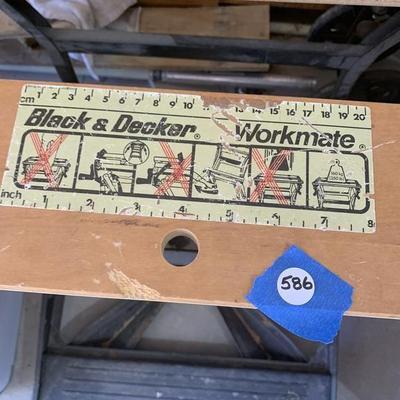 cm 1 2 3 4 5 6 7 8 9 10 14 15 16 17 18 19 20
Black & Decker® Workmate®
inch 1 2 3 4 5 6 7 8
586